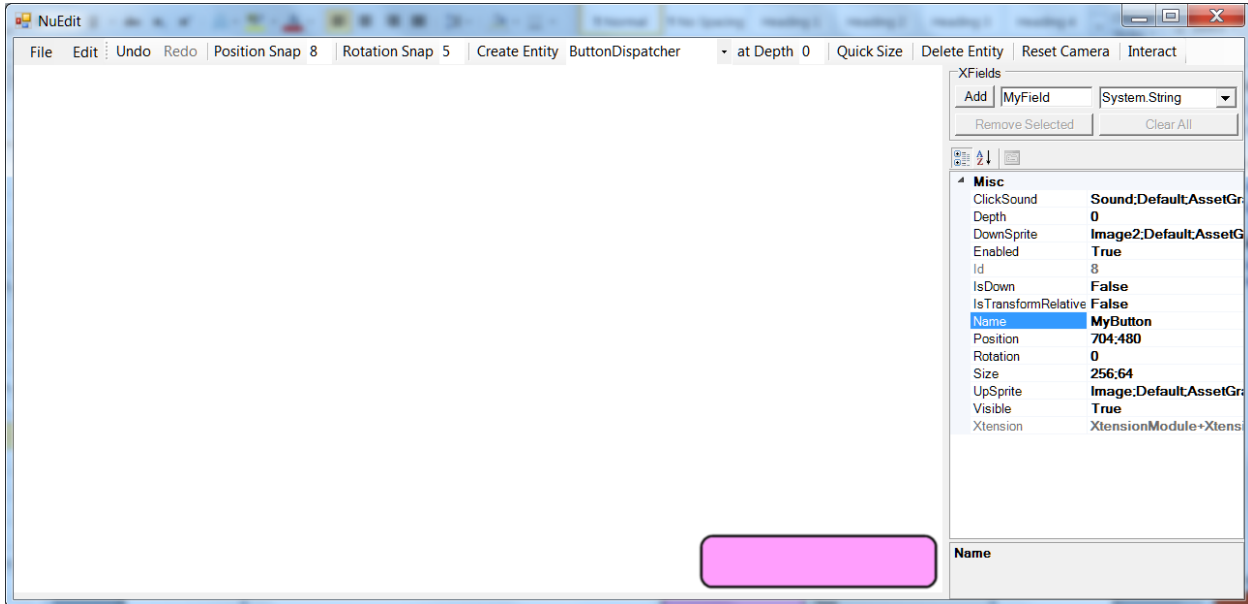 NuEdit
File Edit Undo Redo Position Snap 8 Rotation Snap 5 Create Entity ButtonDispatcher at Depth 0 Quick Size Delete Entity Reset Camera Interact
XFields
Add MyField System.String
Remove Selected Clear All
Misc
ClickSound Sound;Default;AssetGr
Depth 0
DownSprite Image2;Default;AssetG
Enabled True
Id 8
IsDown False
IsTransformRelative False
Name MyButton
Position 704;480
Rotation 0
Size 256;64
UpSprite Image;Default;AssetGr
Visible True
Xtension XtensionModule+Xtens
Name